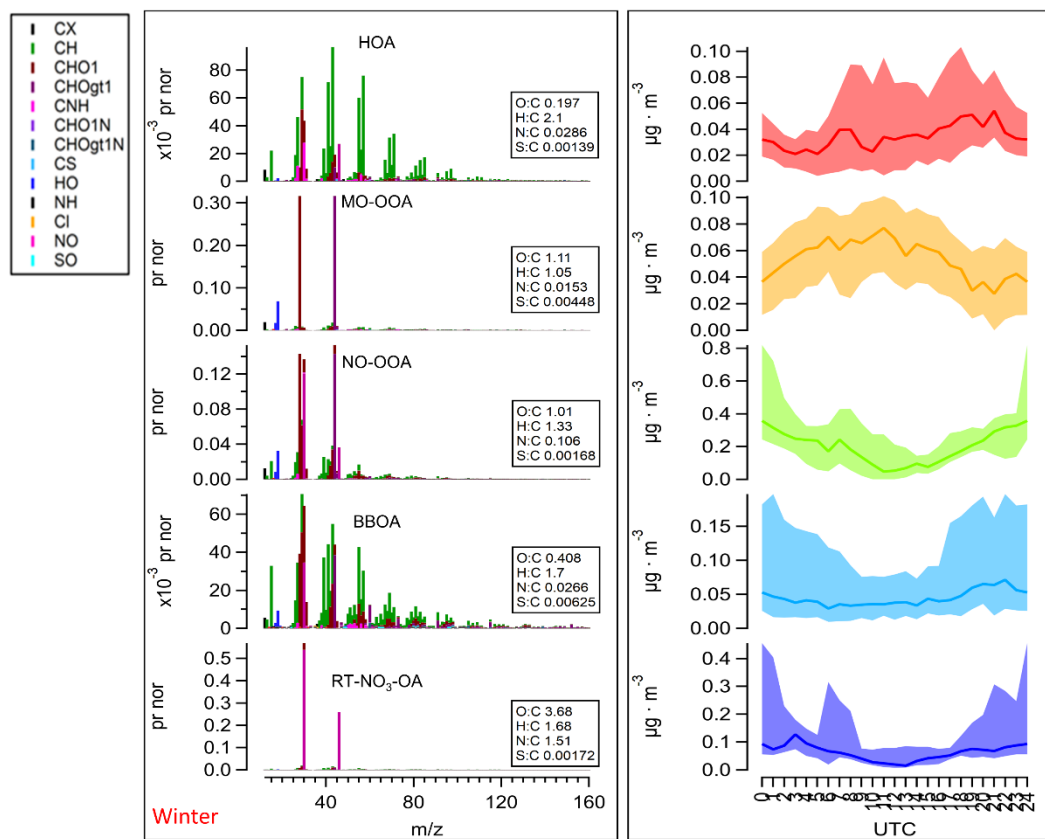 CX
CH
CHO1
CHOgt1
CNH
CHO1N
CHOgt1N
CS
HO
NH
Cl
NO
SO
x10⁻³ pr nor
80
60
40
20
0
HOA
O:C 0.197
H:C 2.1
N:C 0.0286
S:C 0.00139
pr nor
0.30
0.20
0.10
0.00
MO-OOA
O:C 1.11
H:C 1.05
N:C 0.0153
S:C 0.00448
pr nor
0.12
0.08
0.04
0.00
NO-OOA
O:C 1.01
H:C 1.33
N:C 0.106
S:C 0.00168
x10⁻³ pr nor
60
40
20
0
BBOA
O:C 0.408
H:C 1.7
N:C 0.0266
S:C 0.00625
pr nor
0.5
0.4
0.3
0.2
0.1
0.0
RT-NO₃-OA
O:C 3.68
H:C 1.68
N:C 1.51
S:C 0.00172
40 80 120 160
Winter
m/z
µg · m⁻³
0.10
0.08
0.06
0.04
0.02
0.00
µg · m⁻³
0.10
0.08
0.06
0.04
0.02
0.00
µg · m⁻³
0.8
0.6
0.4
0.2
0.0
µg · m⁻³
0.15
0.10
0.05
0.00
µg · m⁻³
0.4
0.3
0.2
0.1
0.0
0 1 2 3 4 5 6 7 8 9 10 11 12 13 14 15 16 17 18 19 20 21 22 23 24
UTC